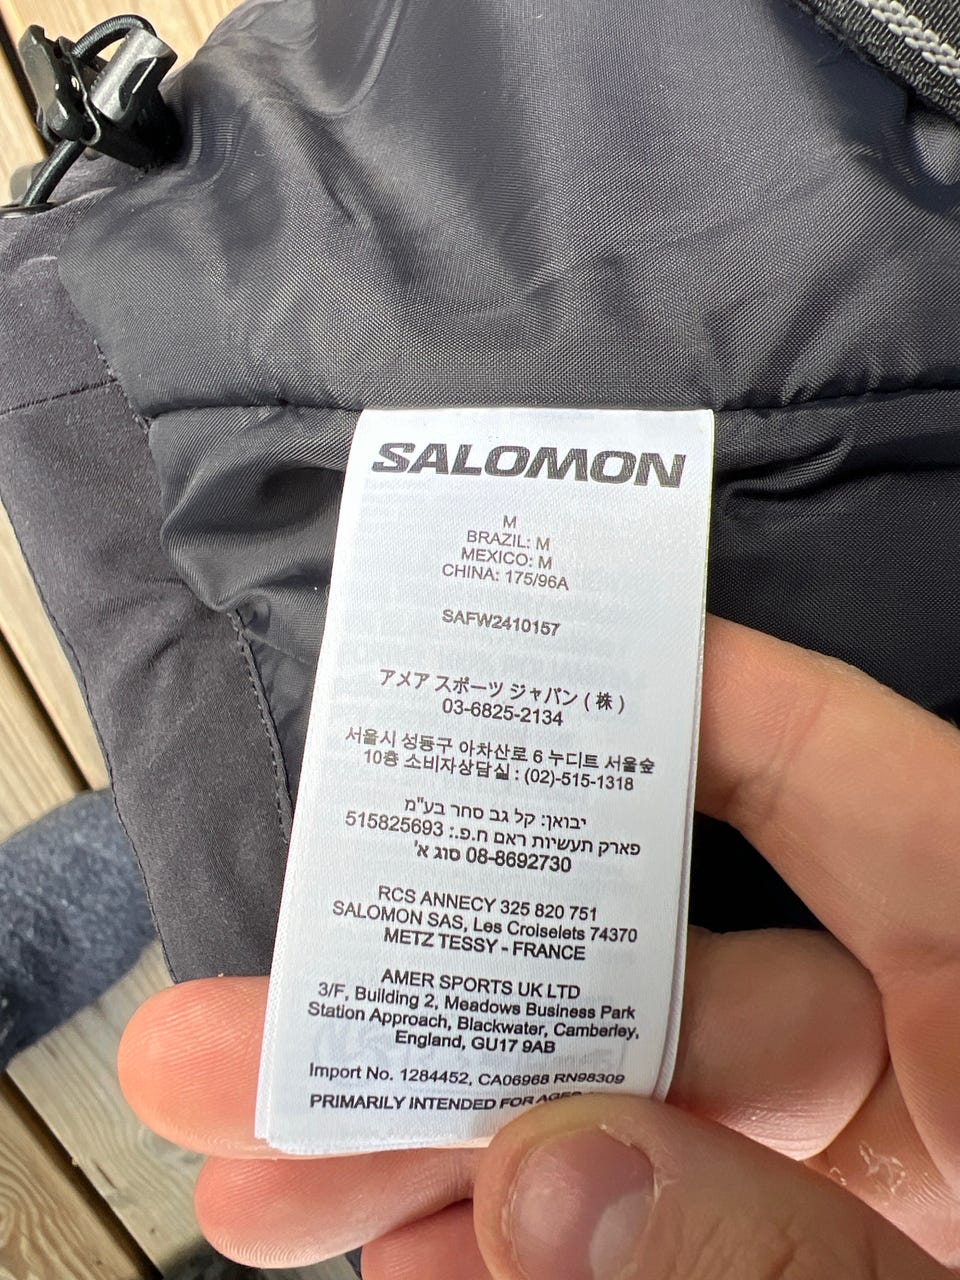 SALOMON
M
BRAZIL: M
MEXICO: M
CHINA: 175/96A
SAFW2410157
アメア スポーツ ジャパン ( 株 )
03-6825-2134
서울시 성동구 아차산로 6 누디트 서울숲
10층 소비자상담실 : (02)-515-1318
יבואן: קל גב סחר בע"מ
פארק תעשיות ראם ח.פ.: 515825693
08-8692730 סוג א'
RCS ANNECY 325 820 751
SALOMON SAS, Les Croiselets 74370
METZ TESSY - FRANCE
AMER SPORTS UK LTD
3/F, Building 2, Meadows Business Park
Station Approach, Blackwater, Camberley,
England, GU17 9AB
Import No. 1284452, CA06968 RN98309
PRIMARILY INTENDED FOR AGES